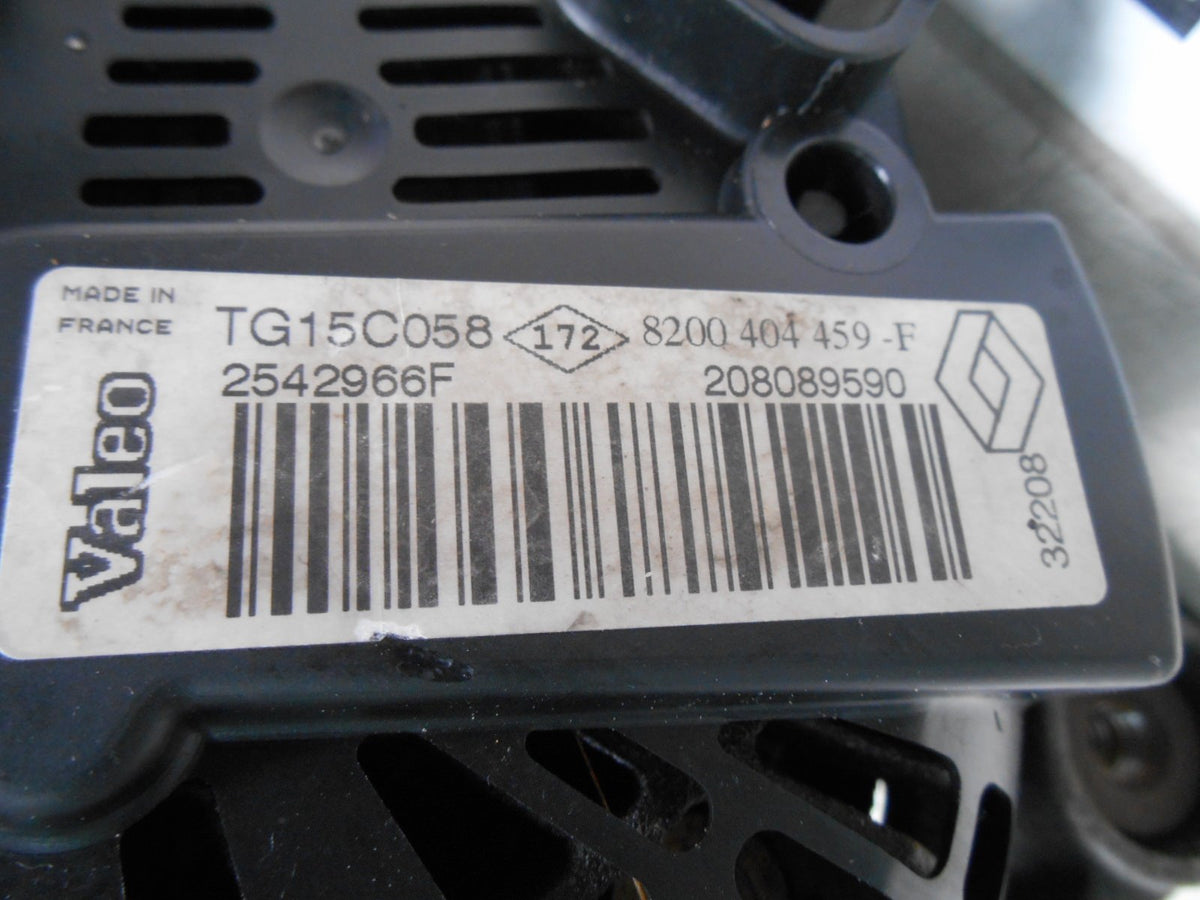 MADE IN
FRANCE
Valeo
TG15C058 172 8200 404 459 -F
2542966F 208089590
32208